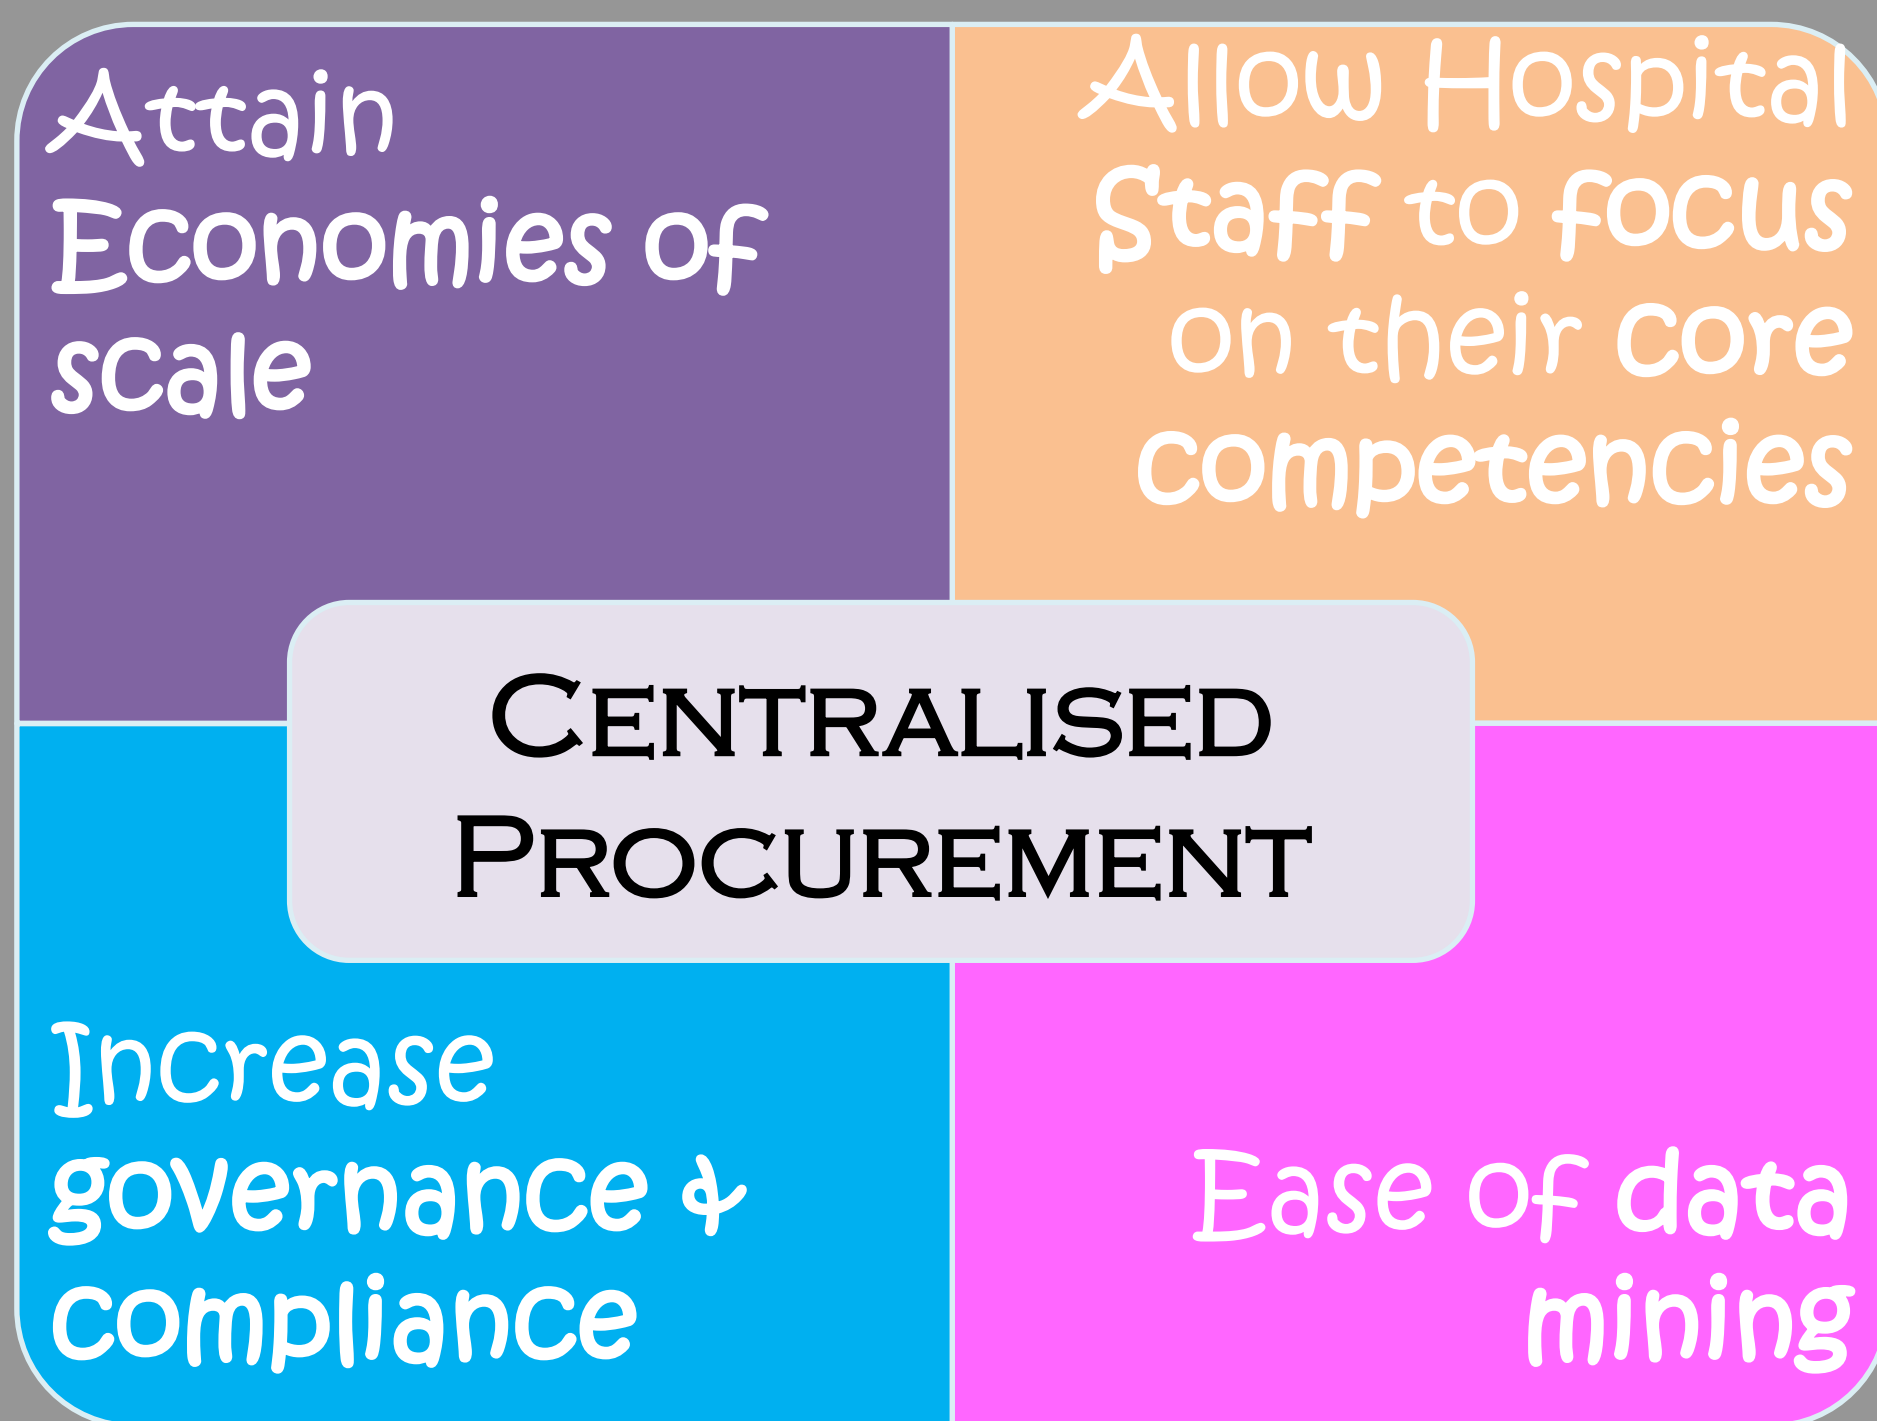 Attain
Economies of
scale
Allow Hospital
Staff to focus
on their core
competencies
CENTRALISED
PROCUREMENT
Increase
governance &
compliance
Ease of data
mining